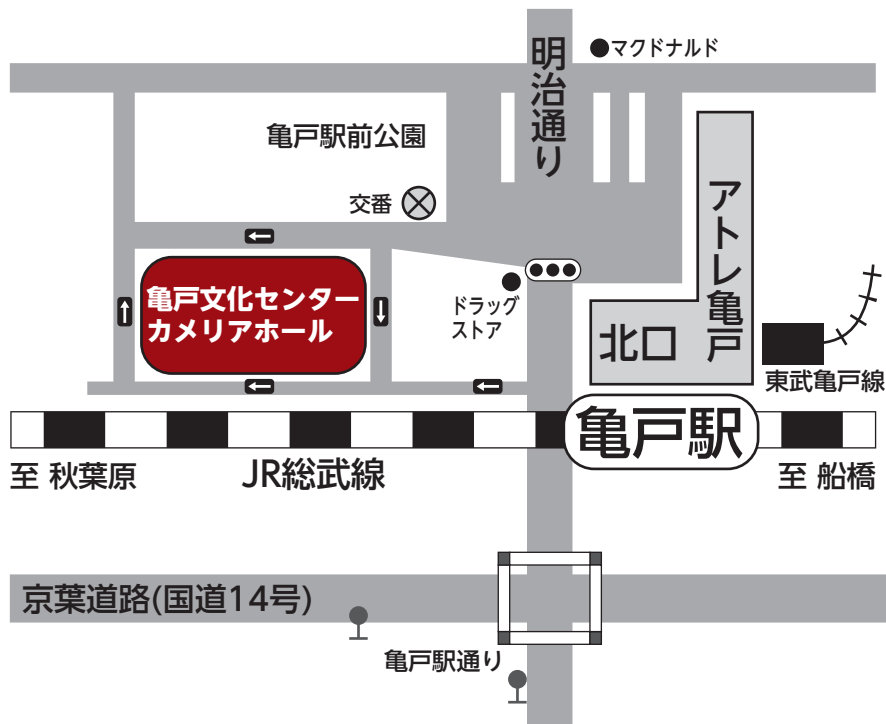 マクドナルド
明治通り
亀戸駅前公園
交番
アトレ亀戸
亀戸文化センター
カメリアホール
ドラッグ
ストア
北口
東武亀戸線
亀戸駅
至 秋葉原
JR総武線
至 船橋
京葉道路(国道14号)
亀戸駅通り